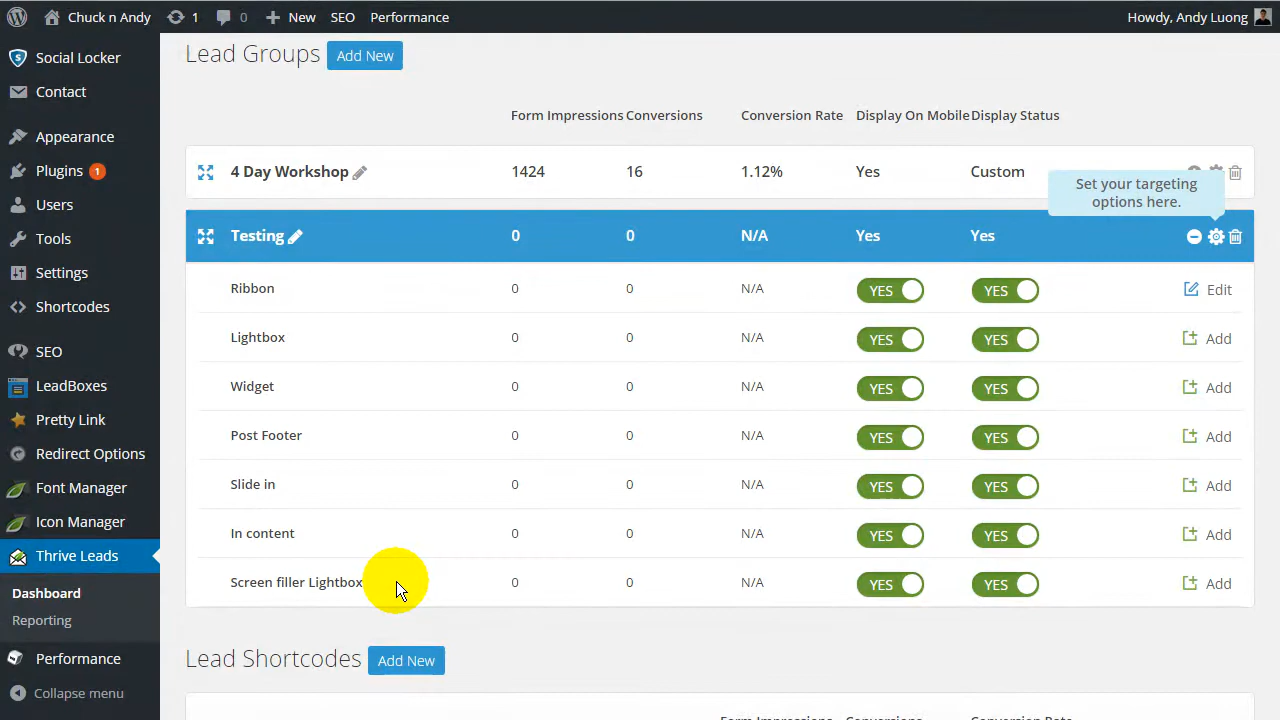 Chuck n Andy 1 0 New SEO Performance Howdy, Andy Luong
Social Locker
Contact
Appearance
Plugins 1
Users
Tools
Settings
Shortcodes
SEO
LeadBoxes
Pretty Link
Redirect Options
Font Manager
Icon Manager
Thrive Leads
Dashboard
Reporting
Performance
Collapse menu
Lead Groups Add New
Form Impressions Conversions Conversion Rate Display On Mobile Display Status
4 Day Workshop 1424 16 1.12% Yes Custom
Set your targeting
options here.
Testing 0 0 N/A Yes Yes
Ribbon 0 0 N/A YES YES Edit
Lightbox 0 0 N/A YES YES Add
Widget 0 0 N/A YES YES Add
Post Footer 0 0 N/A YES YES Add
Slide in 0 0 N/A YES YES Add
In content 0 0 N/A YES YES Add
Screen filler Lightbox 0 0 N/A YES YES Add
Lead Shortcodes Add New
Form Impressions Conversions Conversion Rate